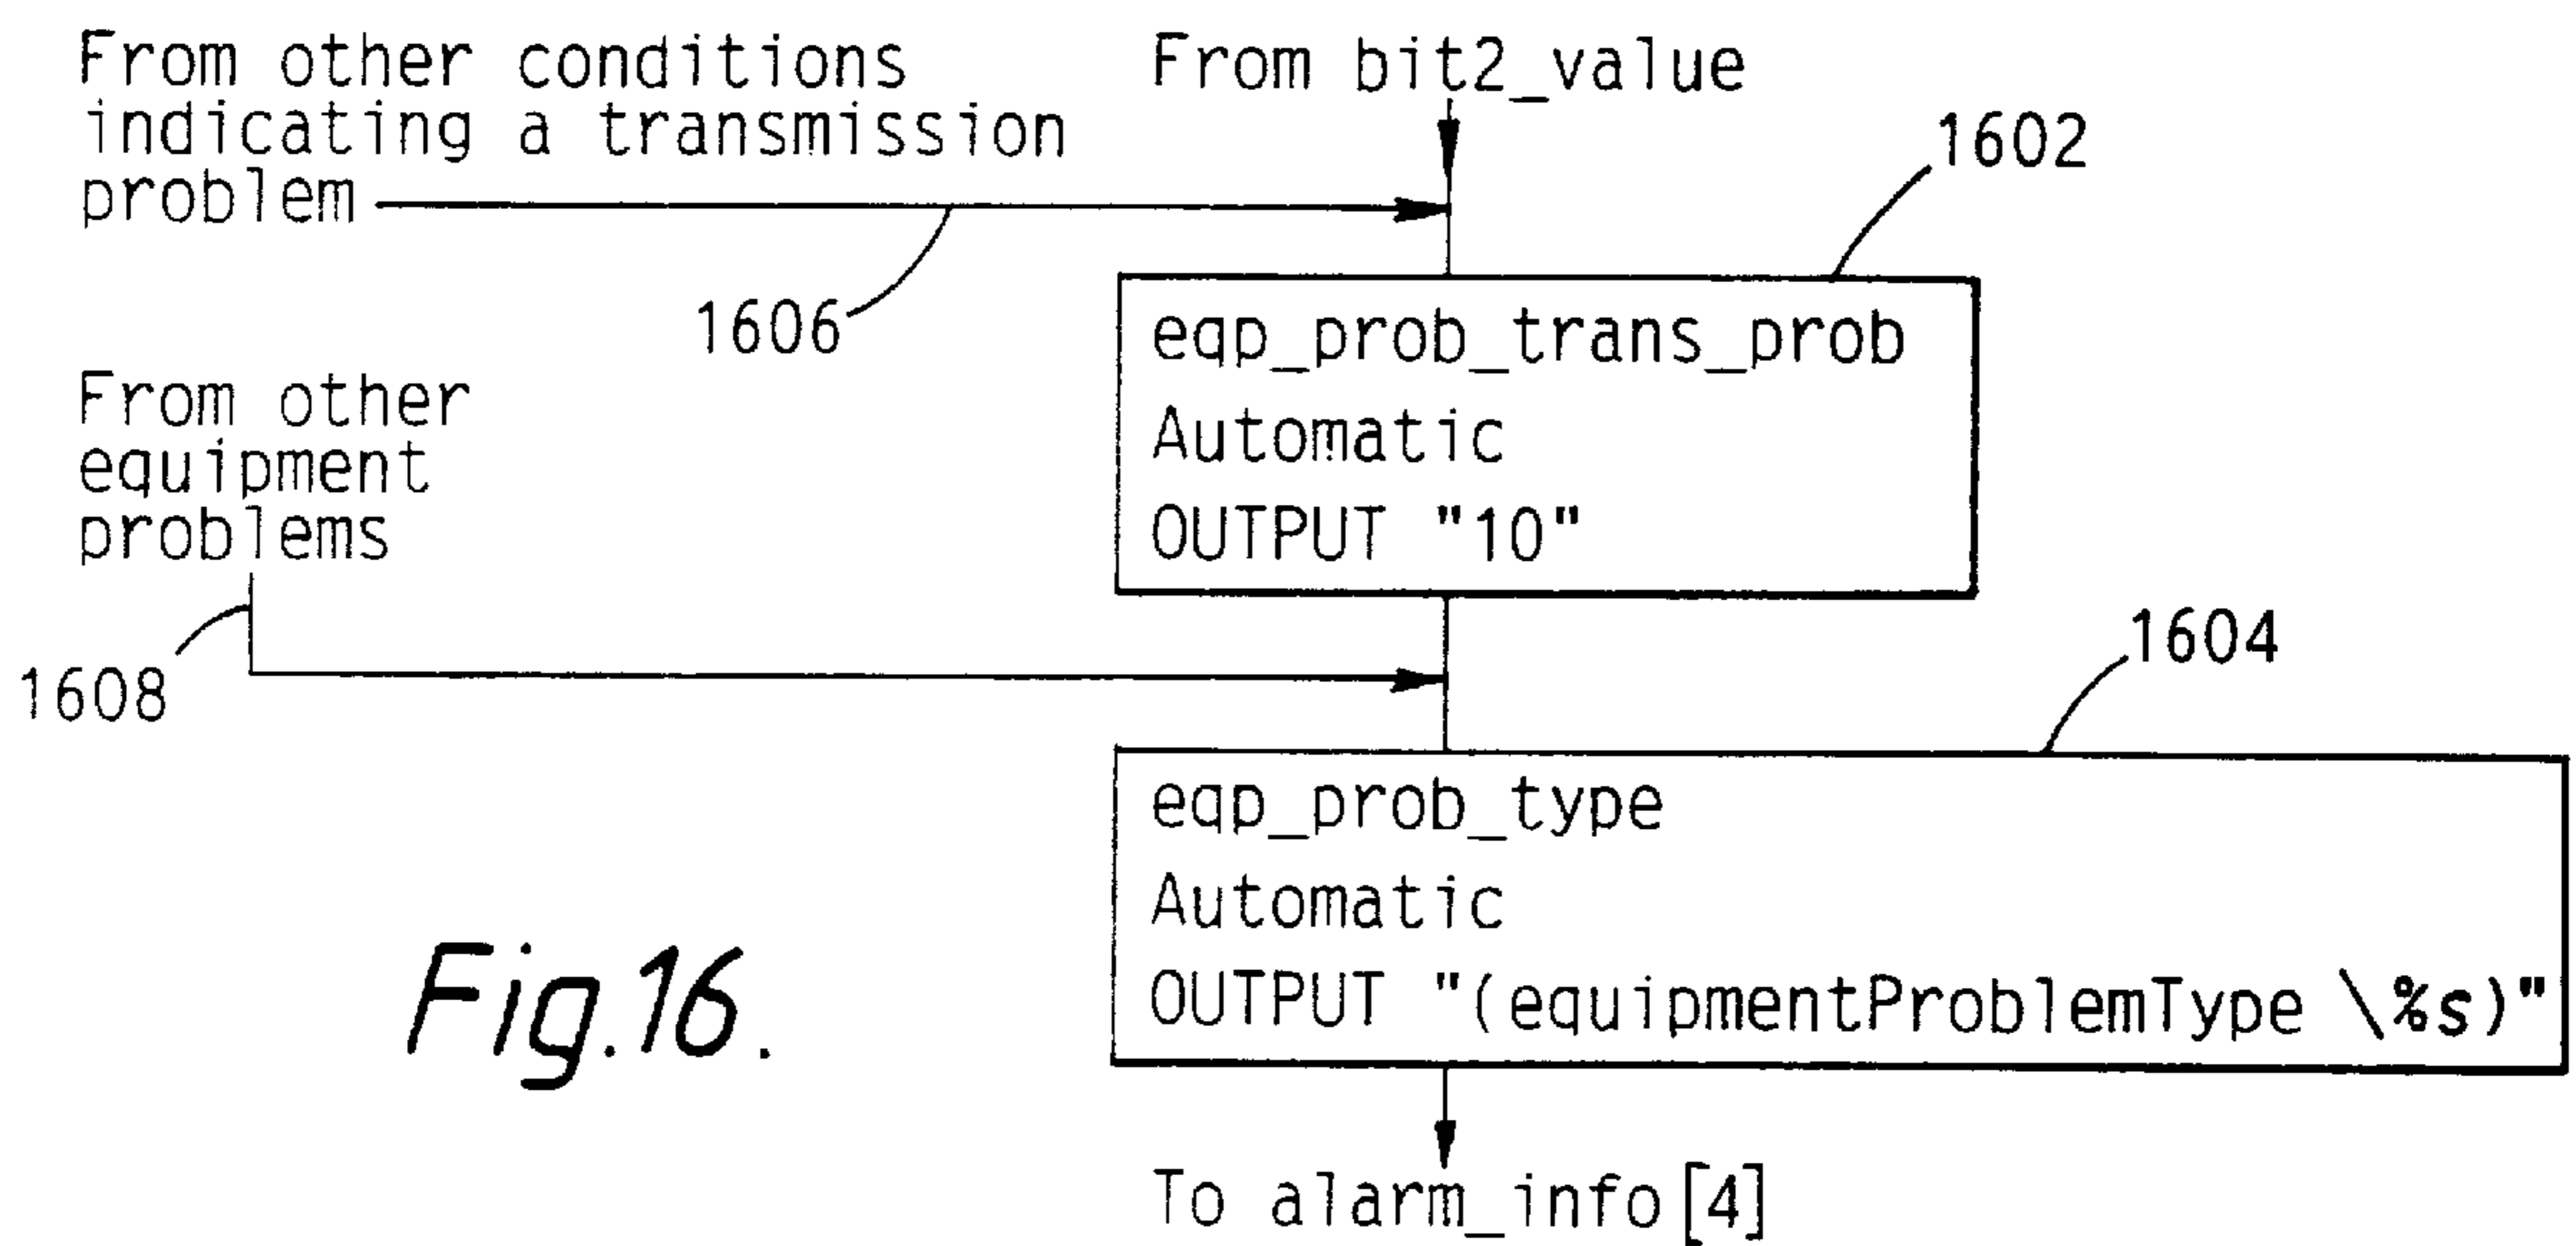 From other conditions
indicating a transmission
problem
From bit2_value
1602
1606
eqp_prob_trans_prob
Automatic
OUTPUT "10"
From other
equipment
problems
1608
1604
eqp_prob_type
Automatic
OUTPUT "(equipmentProblemType \%s)"
To alarm_info[4]
Fig.16.